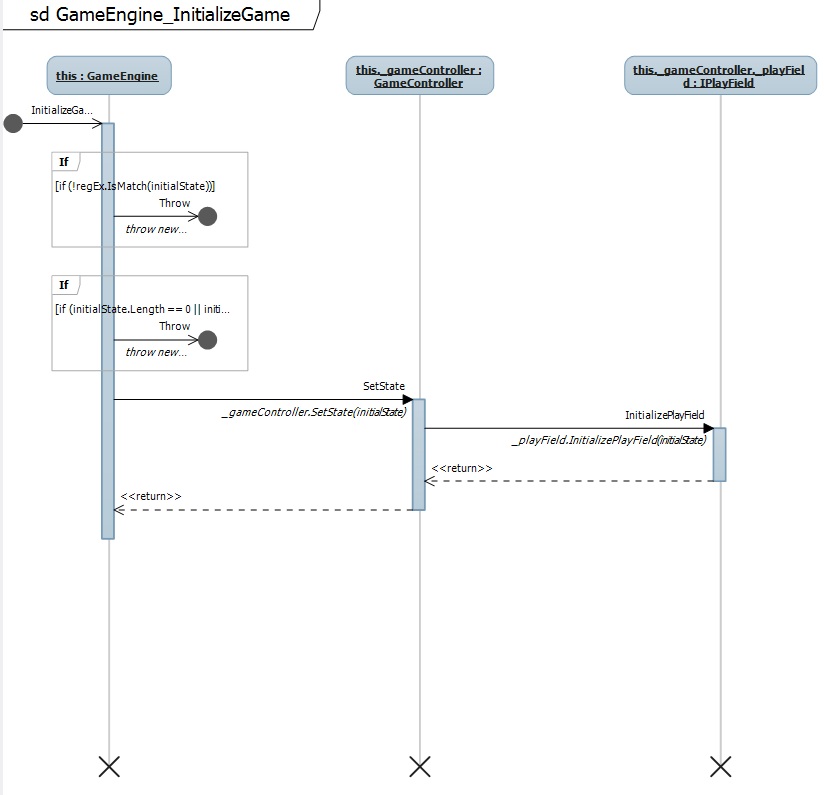 sd GameEngine_InitializeGame
this : GameEngine
this._gameController :
GameController
this._gameController._playFiel
d : IPlayField
InitializeGa...
If
[if (!regEx.IsMatch(initialState))]
Throw
throw new...
If
[if (initialState.Length == 0 || initi...
Throw
throw new...
SetState
_gameController.SetState(initialState)
InitializePlayField
_playField.InitializePlayField(initialState)
<<return>>
<<return>>